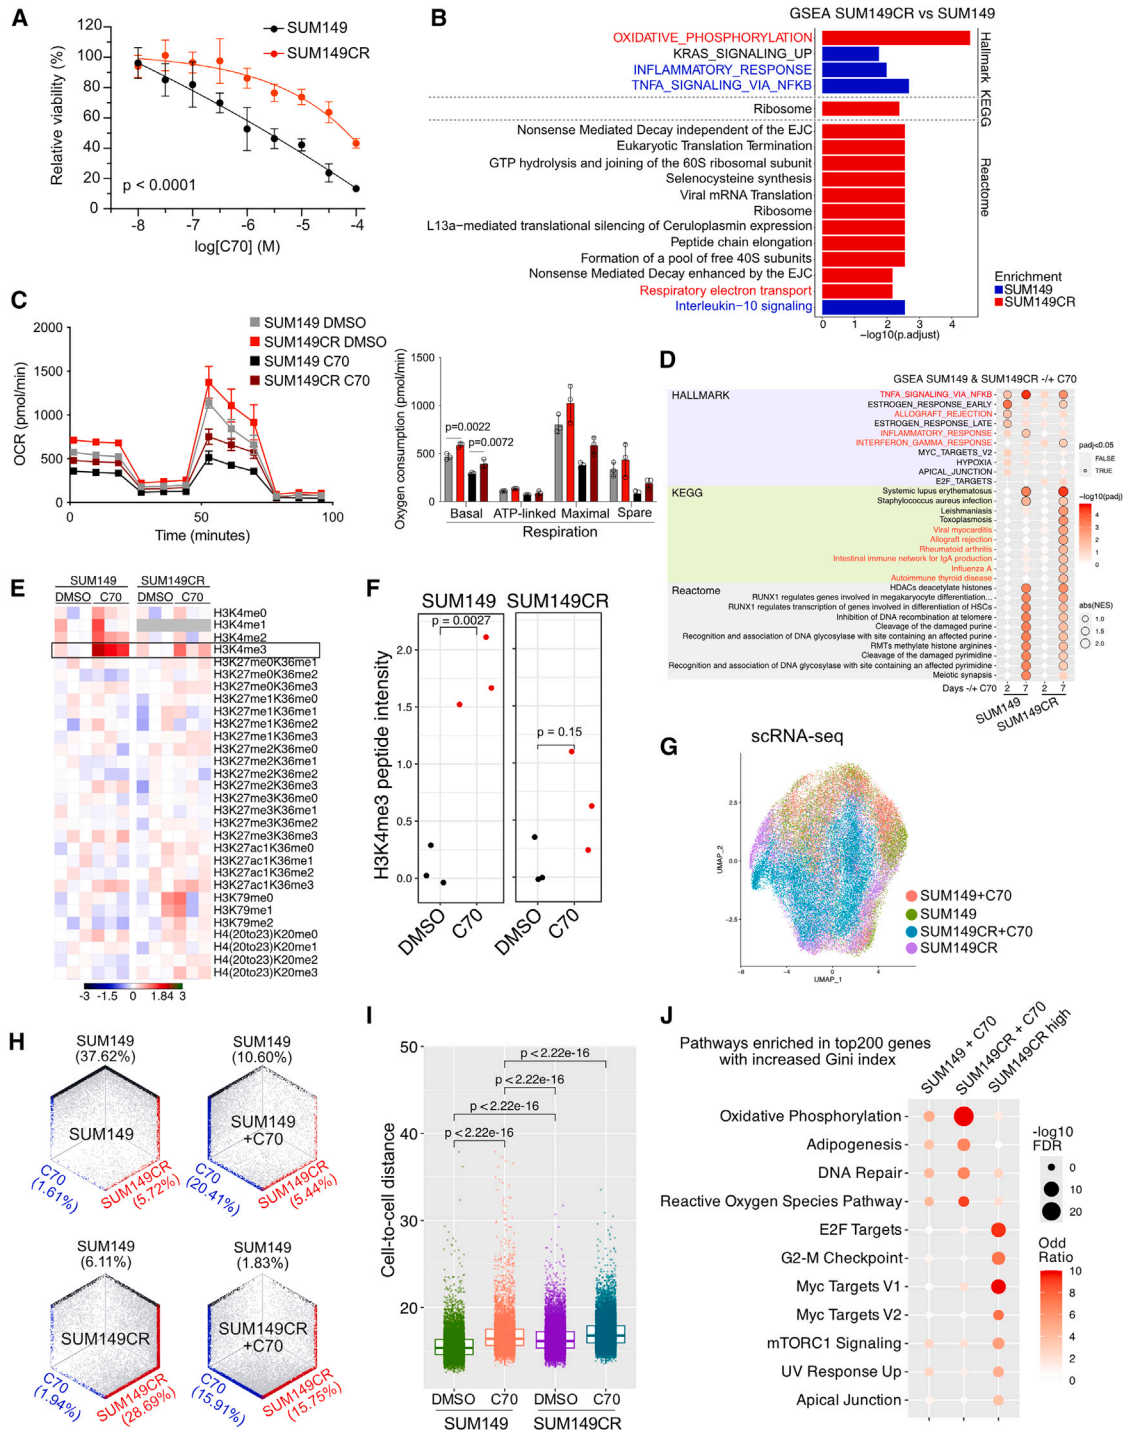 A
120
100
80
60
40
20
0
Relative viability (%)
SUM149
SUM149CR
p < 0.0001
-8
-7
-6
-5
-4
log[C70] (M)
B
GSEA SUM149CR vs SUM149
OXIDATIVE_PHOSPHORYLATION
KRAS_SIGNALING_UP
INFLAMMATORY_RESPONSE
TNFA_SIGNALING_VIA_NFKB
Ribosome
Nonsense Mediated Decay independent of the EJC
Eukaryotic Translation Termination
GTP hydrolysis and joining of the 60S ribosomal subunit
Selenocysteine synthesis
Viral mRNA Translation
Ribosome
L13a-mediated translational silencing of Ceruloplasmin expression
Peptide chain elongation
Formation of a pool of free 40S subunits
Nonsense Mediated Decay enhanced by the EJC
Respiratory electron transport
Interleukin-10 signaling
Hallmark
KEGG
Reactome
0 1 2 3 4
−log10(p.adjust)
Enrichment
SUM149
SUM149CR
C
2000
1500
1000
500
0
OCR (pmol/min)
0
50
100
Time (minutes)
SUM149 DMSO
SUM149CR DMSO
SUM149 C70
SUM149CR C70
1500
1000
500
0
Oxygen consumption (pmol/min)
p=0.0022
p=0.0072
Basal ATP-linked Maximal Spare
Respiration
D
GSEA SUM149 & SUM149CR -/+ C70
HALLMARK
TNFA_SIGNALING_VIA_NFKB
ESTROGEN_RESPONSE_EARLY
ALLOGRAFT_REJECTION
ESTROGEN_RESPONSE_LATE
INFLAMMATORY_RESPONSE
INTERFERON_GAMMA_RESPONSE
MYC_TARGETS_V2
HYPOXIA
APICAL_JUNCTION
E2F_TARGETS
KEGG
Systemic lupus erythematosus
Staphylococcus aureus infection
Leishmaniasis
Toxoplasmosis
Viral myocarditis
Allograft rejection
Rheumatoid arthritis
Intestinal immune network for IgA production
Influenza A
Autoimmune thyroid disease
Reactome
HDACs deacetylate histones
RUNX1 regulates genes involved in megakaryocyte differentiation...
RUNX1 regulates transcription of genes involved in differentiation of HSCs
Inhibition of DNA recombination at telomere
Cleavage of the damaged purine
Recognition and association of DNA glycosylase with site containing an affected purine
RMTs methylate histone arginines
Cleavage of the damaged pyrimidine
Recognition and association of DNA glycosylase with site containing an affected pyrimidine
Meiotic synapsis
Days -/+ C70 2 7 2 7
SUM149
SUM149CR
padj<0.05
FALSE
TRUE
−log10(padj)
4
3
2
1
0
abs(NES)
1.0
1.5
2.0
E
SUM149 SUM149CR
DMSO C70 DMSO C70
H3K4me0
H3K4me1
H3K4me2
H3K4me3
H3K27me0K36me1
H3K27me0K36me2
H3K27me0K36me3
H3K27me1K36me0
H3K27me1K36me1
H3K27me1K36me2
H3K27me1K36me3
H3K27me2K36me0
H3K27me2K36me1
H3K27me2K36me2
H3K27me2K36me3
H3K27me3K36me0
H3K27me3K36me1
H3K27me3K36me2
H3K27me3K36me3
H3K27ac1K36me0
H3K27ac1K36me1
H3K27ac1K36me2
H3K27ac1K36me3
H3K79me0
H3K79me1
H3K79me2
H4(20to23)K20me0
H4(20to23)K20me1
H4(20to23)K20me2
H4(20to23)K20me3
-3 -1.5 0 1.84 3
F
SUM149 SUM149CR
p = 0.0027
p = 0.15
2.0
1.5
1.0
0.5
0.0
H3K4me3 peptide intensity
DMSO
C70
DMSO
C70
G
scRNA-seq
2.5
0.0
−2.5
UMAP_2
−8
−4
0
4
UMAP_1
SUM149+C70
SUM149
SUM149CR+C70
SUM149CR
H
SUM149
(37.62%)
SUM149
C70
(1.61%)
SUM149CR
(5.72%)
SUM149
(10.60%)
SUM149
+C70
C70
(20.41%)
SUM149CR
(5.44%)
SUM149
(6.11%)
SUM149CR
C70
(1.94%)
SUM149CR
(28.69%)
SUM149
(1.83%)
SUM149CR
+C70
C70
(15.91%)
SUM149CR
(15.75%)
I
50
40
30
20
Cell-to-cell distance
p < 2.22e-16
p < 2.22e-16
p < 2.22e-16
p < 2.22e-16
DMSO C70 DMSO C70
SUM149 SUM149CR
J
Pathways enriched in top200 genes
with increased Gini index
SUM149 + C70
SUM149CR + C70
SUM149CR high
Oxidative Phosphorylation
Adipogenesis
DNA Repair
Reactive Oxygen Species Pathway
E2F Targets
G2-M Checkpoint
Myc Targets V1
Myc Targets V2
mTORC1 Signaling
UV Response Up
Apical Junction
-log10
FDR
0
10
20
Odd
Ratio
10
8
6
4
2
0